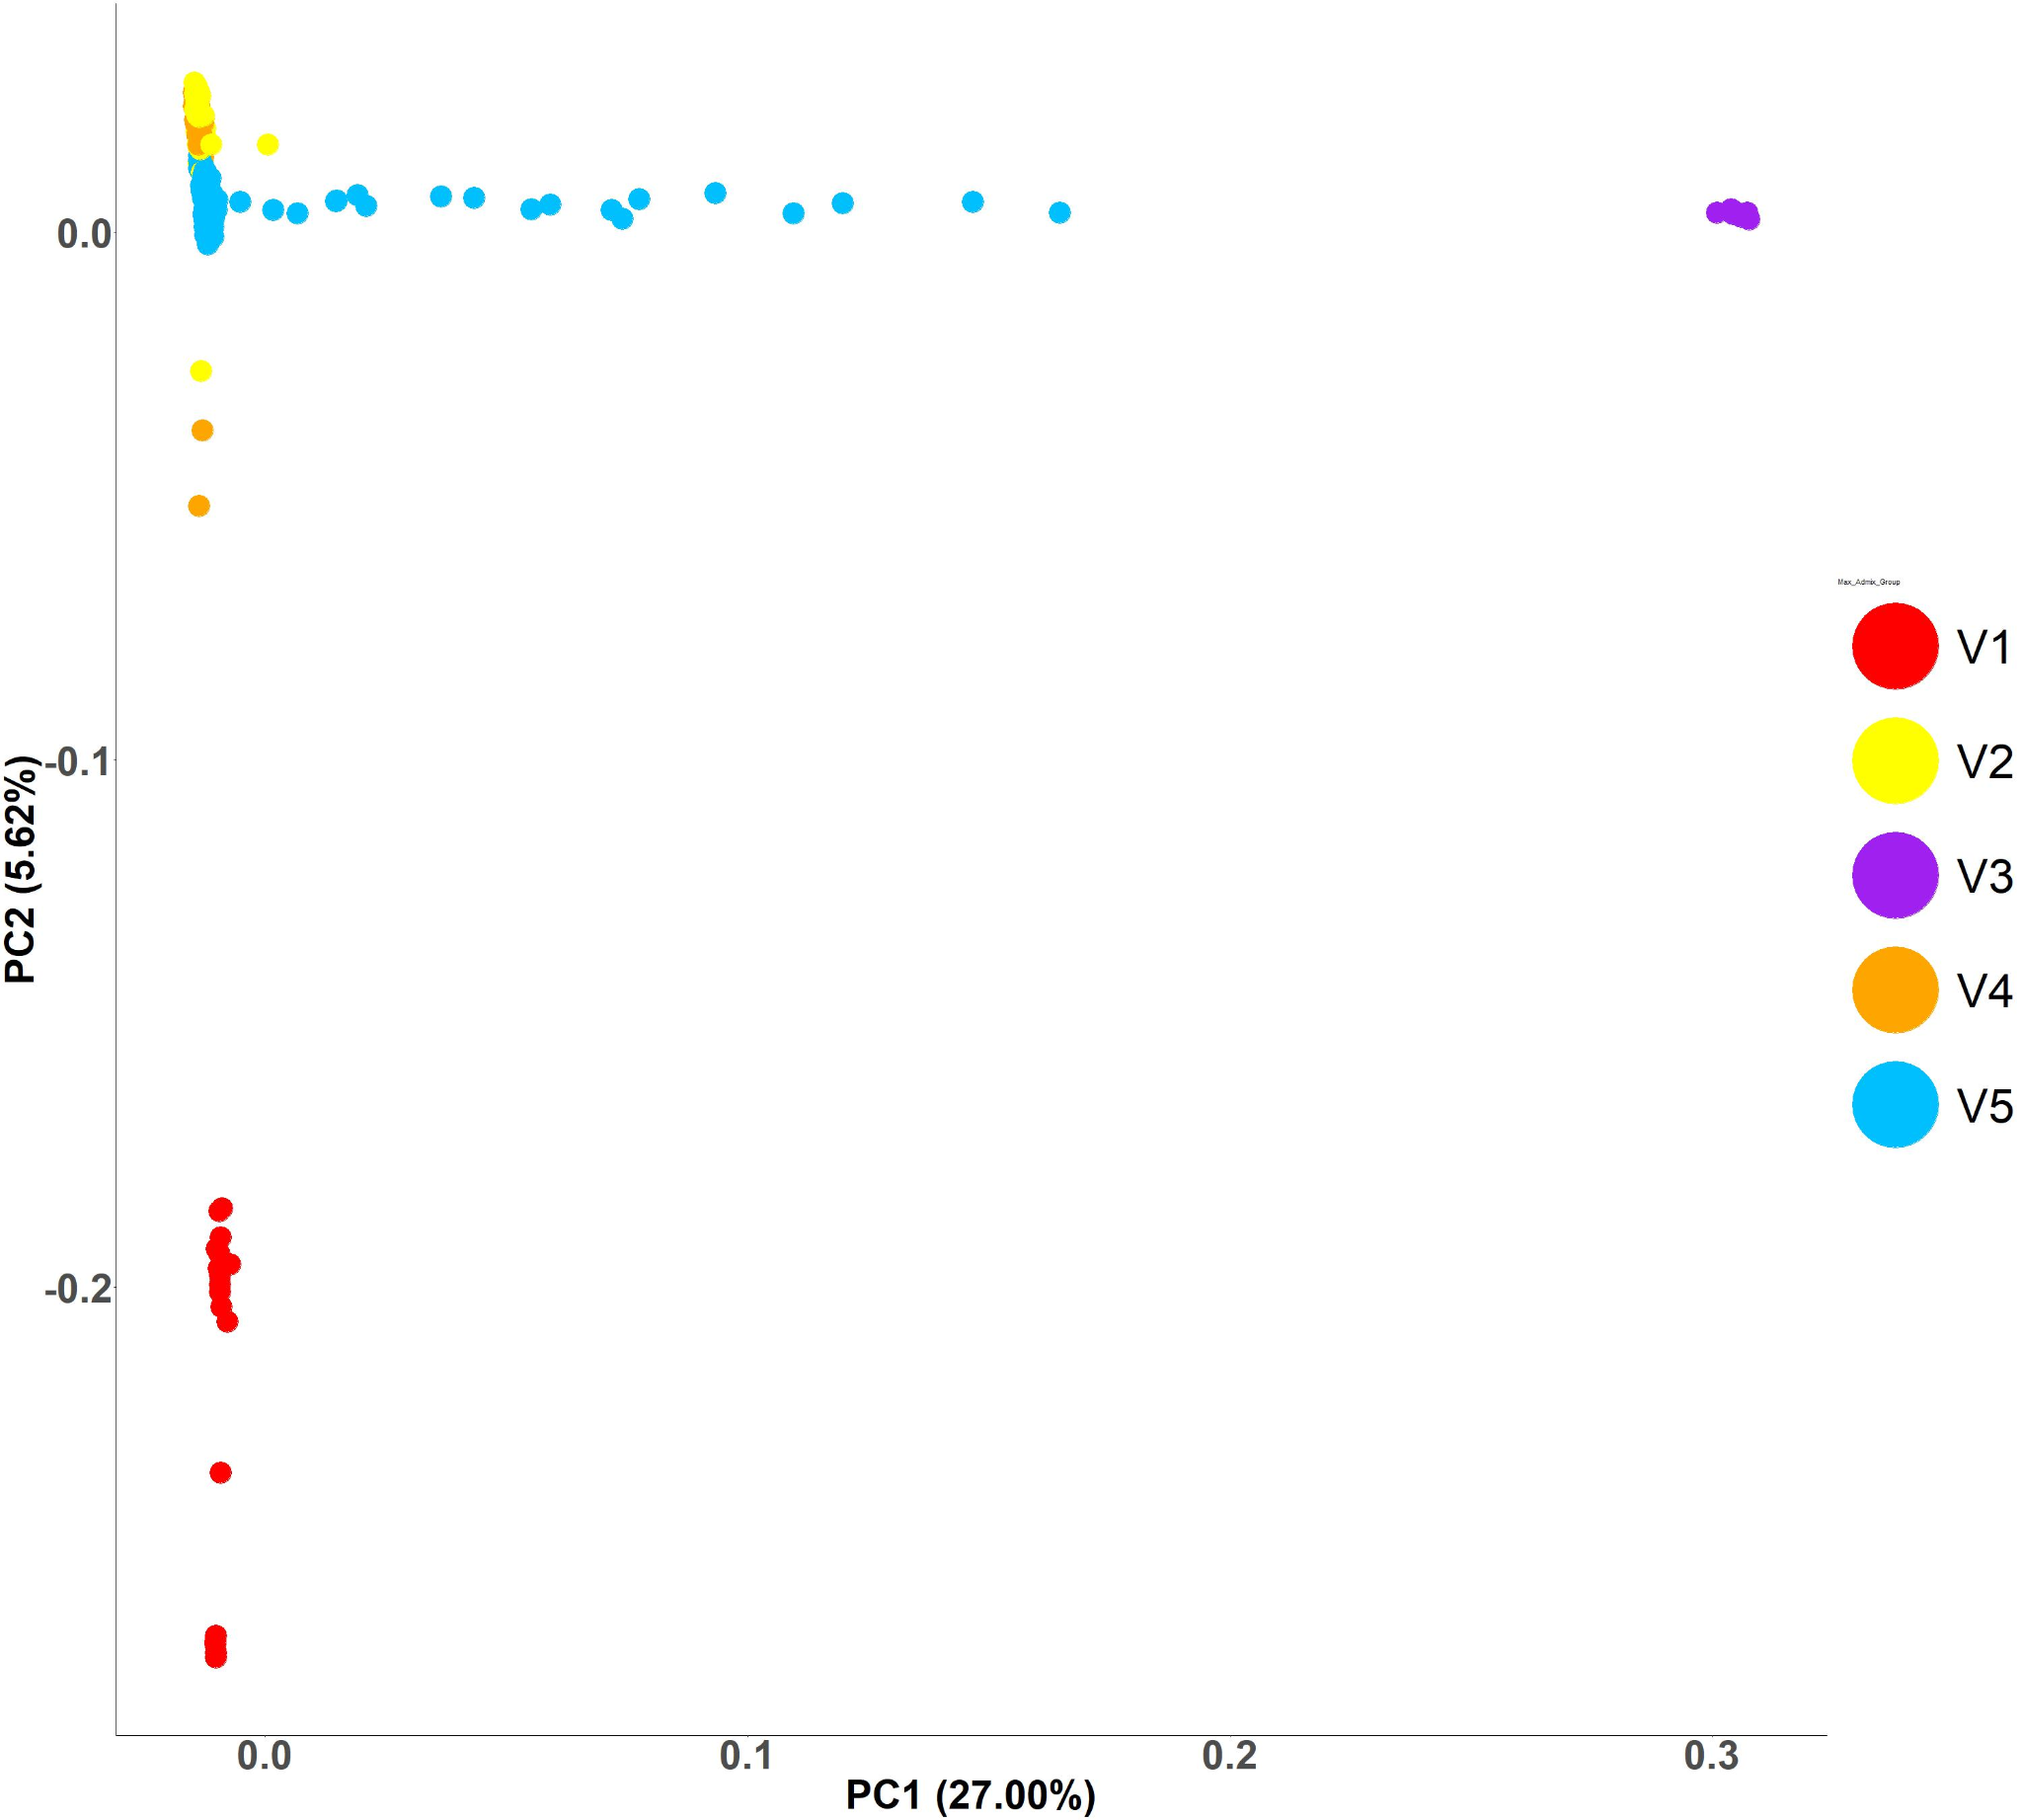 0.0
-0.1
-0.2
PC2 (5.62%)
0.0
0.1
0.2
0.3
PC1 (27.00%)
Max_Admix_Group
V1
V2
V3
V4
V5